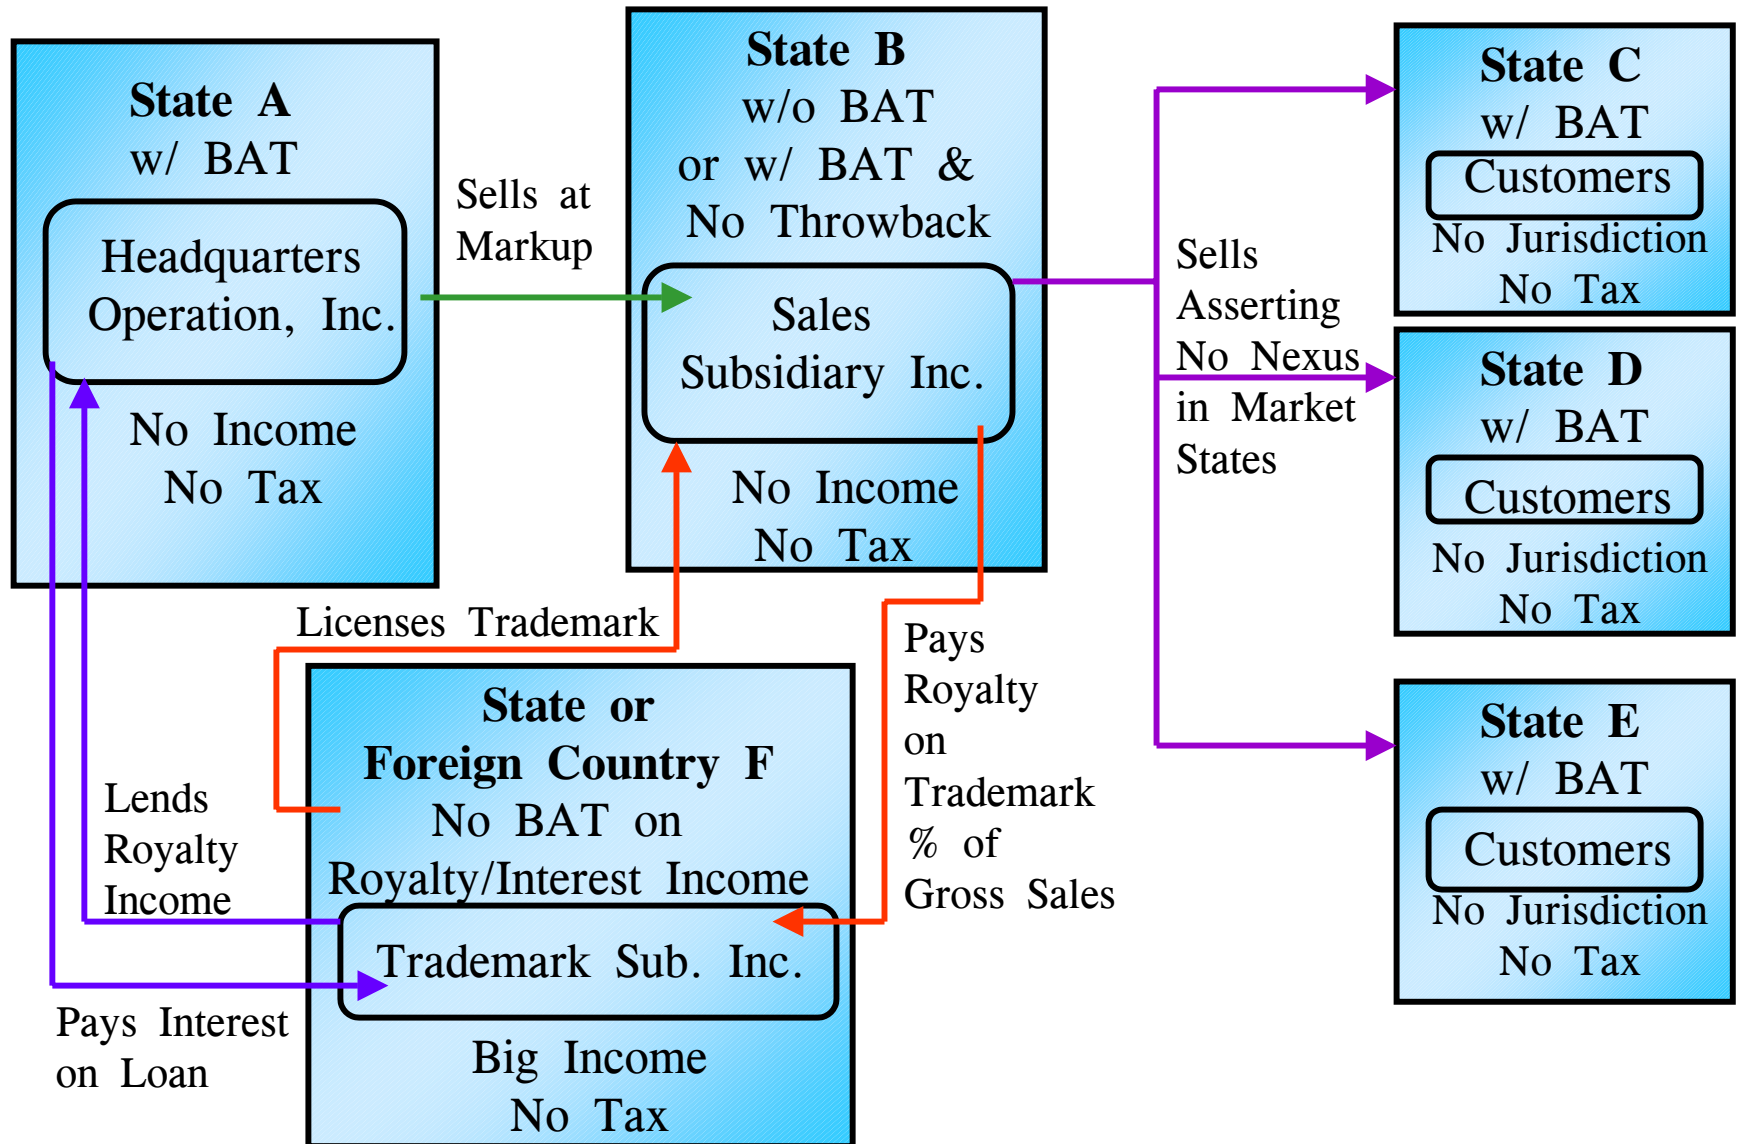 State A
w/ BAT
Headquarters
Operation, Inc.
No Income
No Tax
Sells at
Markup
State B
w/o BAT
or w/ BAT &
No Throwback
Sales
Subsidiary Inc.
No Income
No Tax
Sells
Asserting
No Nexus
in Market
States
State C
w/ BAT
Customers
No Jurisdiction
No Tax
State D
w/ BAT
Customers
No Jurisdiction
No Tax
State E
w/ BAT
Customers
No Jurisdiction
No Tax
Licenses Trademark
Pays
Royalty
on
Trademark
% of
Gross Sales
Lends
Royalty
Income
Pays Interest
on Loan
State or
Foreign Country F
No BAT on
Royalty/Interest Income
Trademark Sub. Inc.
Big Income
No Tax